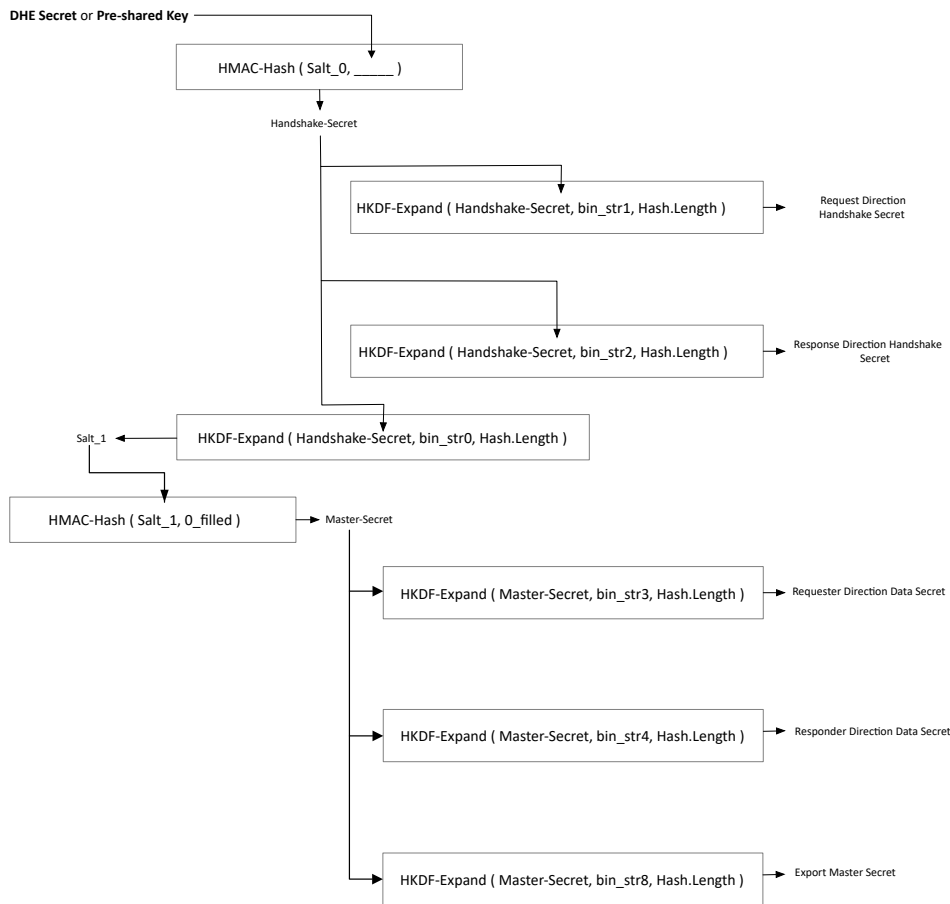 DHE Secret or Pre-shared Key
HMAC-Hash ( Salt_0, _____ )
Handshake-Secret
HKDF-Expand ( Handshake-Secret, bin_str1, Hash.Length )
Request Direction
Handshake Secret
HKDF-Expand ( Handshake-Secret, bin_str2, Hash.Length )
Response Direction Handshake
Secret
Salt_1
HKDF-Expand ( Handshake-Secret, bin_str0, Hash.Length )
HMAC-Hash ( Salt_1, 0_filled )
Master-Secret
HKDF-Expand ( Master-Secret, bin_str3, Hash.Length )
Requester Direction Data Secret
HKDF-Expand ( Master-Secret, bin_str4, Hash.Length )
Responder Direction Data Secret
HKDF-Expand ( Master-Secret, bin_str8, Hash.Length )
Export Master Secret